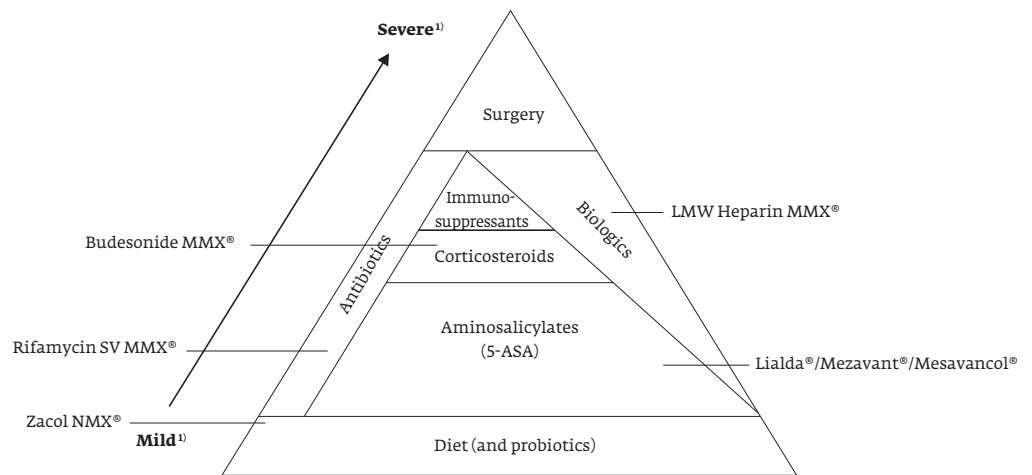 Severe¹⁾
Surgery
Immuno-
suppressants
LMW Heparin MMX®
Biologics
Budesonide MMX®
Corticosteroids
Antibiotics
Aminosalicylates
(5-ASA)
Rifamycin SV MMX®
Lialda®/Mezavant®/Mesavancol®
Zacol NMX®
Mild¹⁾
Diet (and probiotics)